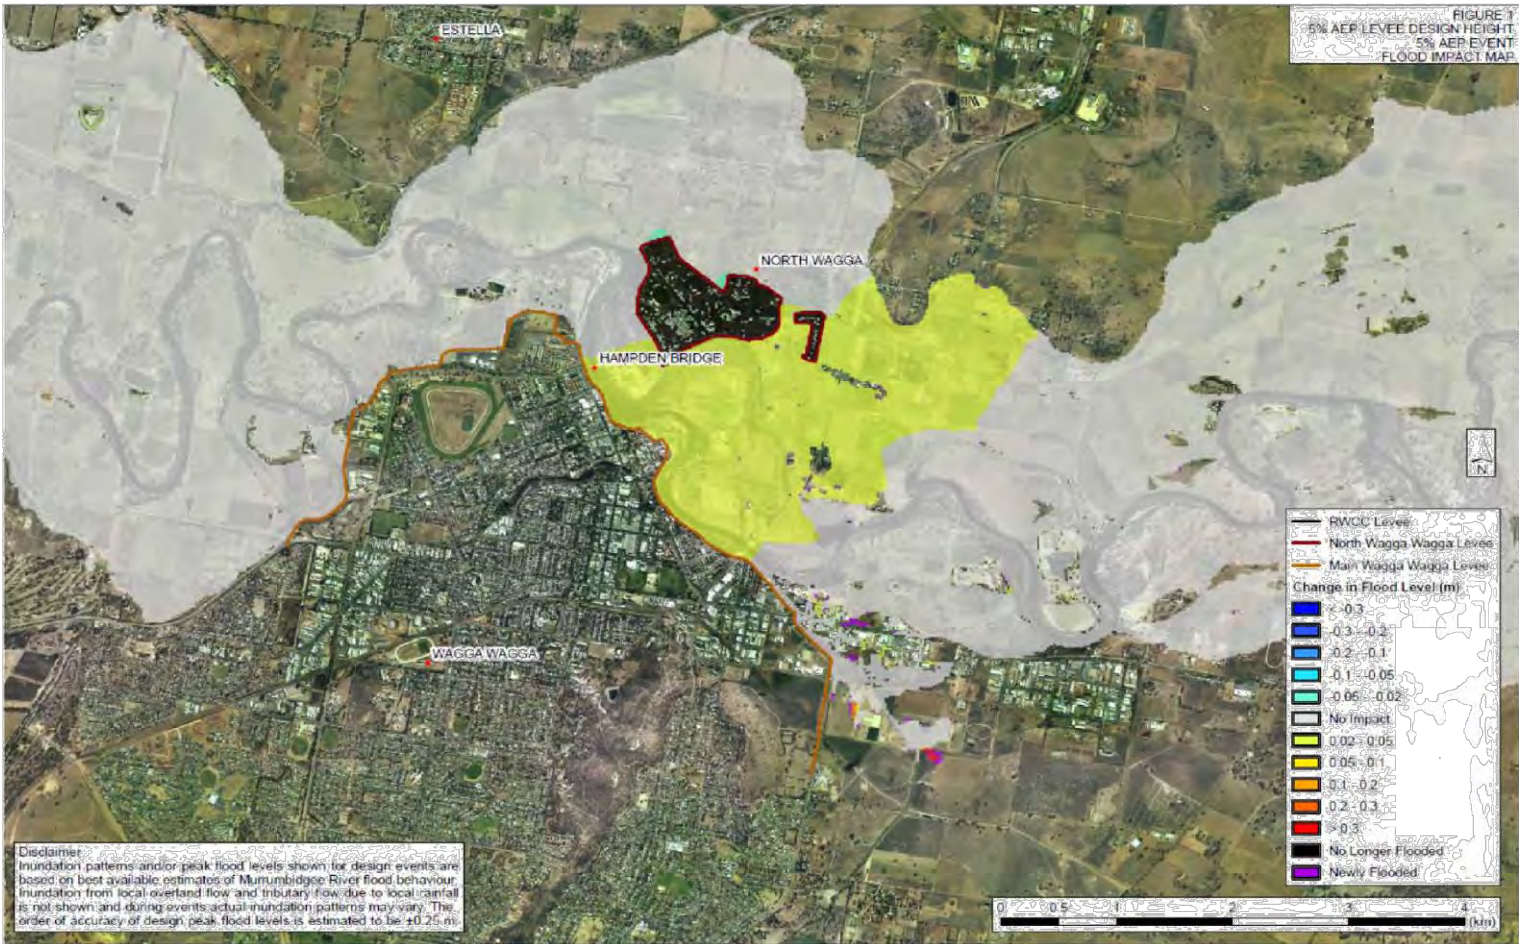 ESTELLA
FIGURE 1
5% AEP LEVEE DESIGN HEIGHT
5% AEP EVENT
FLOOD IMPACT MAP
NORTH WAGGA
HAMPDEN BRIDGE
WAGGA WAGGA
N
RWCC Levee
North Wagga Wagga Levee
Main Wagga Wagga Levee
Change in Flood Level (m)
< -0.3
-0.3 - -0.2
-0.2 - -0.1
-0.1 - -0.05
-0.05 - -0.02
No Impact
0.02 - 0.05
0.05 - 0.1
0.1 - 0.2
0.2 - 0.3
> 0.3
No Longer Flooded
Newly Flooded
Disclaimer
Inundation patterns and/or peak flood levels shown for design events are
based on best available estimates of Murrumbidgee River flood behaviour.
Inundation from local overland flow and tributary flow due to local rainfall
is not shown and during events actual inundation patterns may vary. The
order of accuracy of design peak flood levels is estimated to be ±0.25 m.
0 0.5 1 2 3 4
(km)